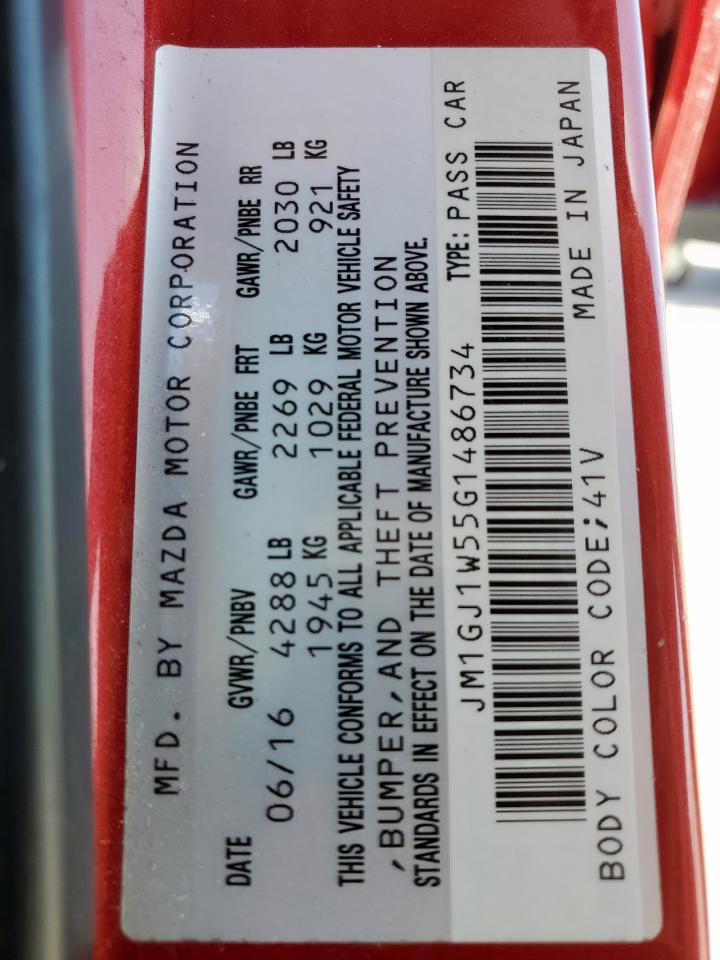 MFD. BY MAZDA MOTOR CORPORATION
DATE GVWR/PNBV GAWR/PNBE FRT GAWR/PNBE RR
06/16 4288 LB 2269 LB 2030 LB
1945 KG 1029 KG 921 KG
THIS VEHICLE CONFORMS TO ALL APPLICABLE FEDERAL MOTOR VEHICLE SAFETY
,BUMPER,AND THEFT PREVENTION
STANDARDS IN EFFECT ON THE DATE OF MANUFACTURE SHOWN ABOVE.
JM1GJ1W55G1486734 TYPE: PASS CAR
BODY COLOR CODE;41V MADE IN JAPAN